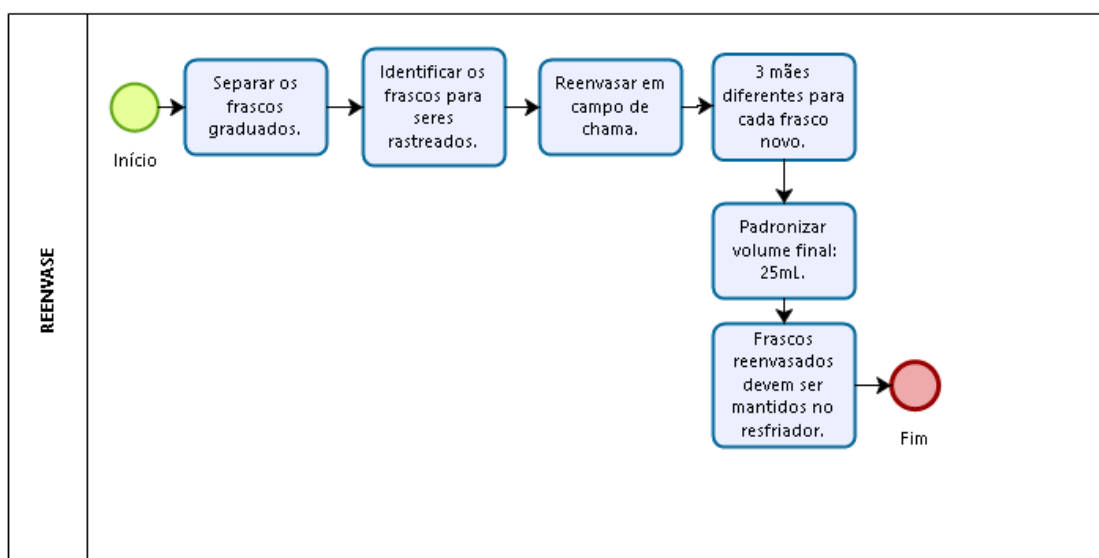 REENVASE
Início
Separar os
frascos
graduados.
Identificar os
frascos para
seres
rastreados.
Reenvasar em
campo de
chama.
3 mães
diferentes para
cada frasco
novo.
Padronizar
volume final:
25mL.
Frascos
reenvasados
devem ser
mantidos no
resfriador.
Fim